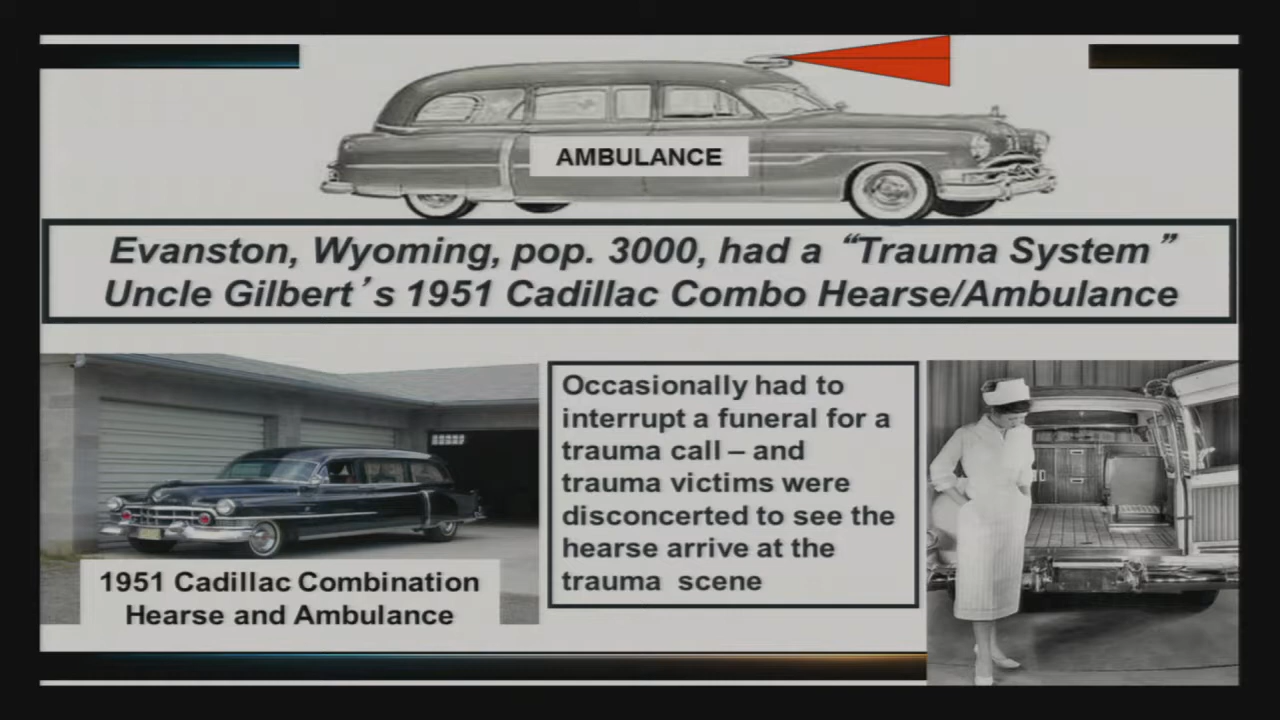 AMBULANCE
Evanston, Wyoming, pop. 3000, had a “Trauma System”
Uncle Gilbert’s 1951 Cadillac Combo Hearse/Ambulance
Occasionally had to
interrupt a funeral for a
trauma call – and
trauma victims were
disconcerted to see the
hearse arrive at the
trauma scene
1951 Cadillac Combination
Hearse and Ambulance